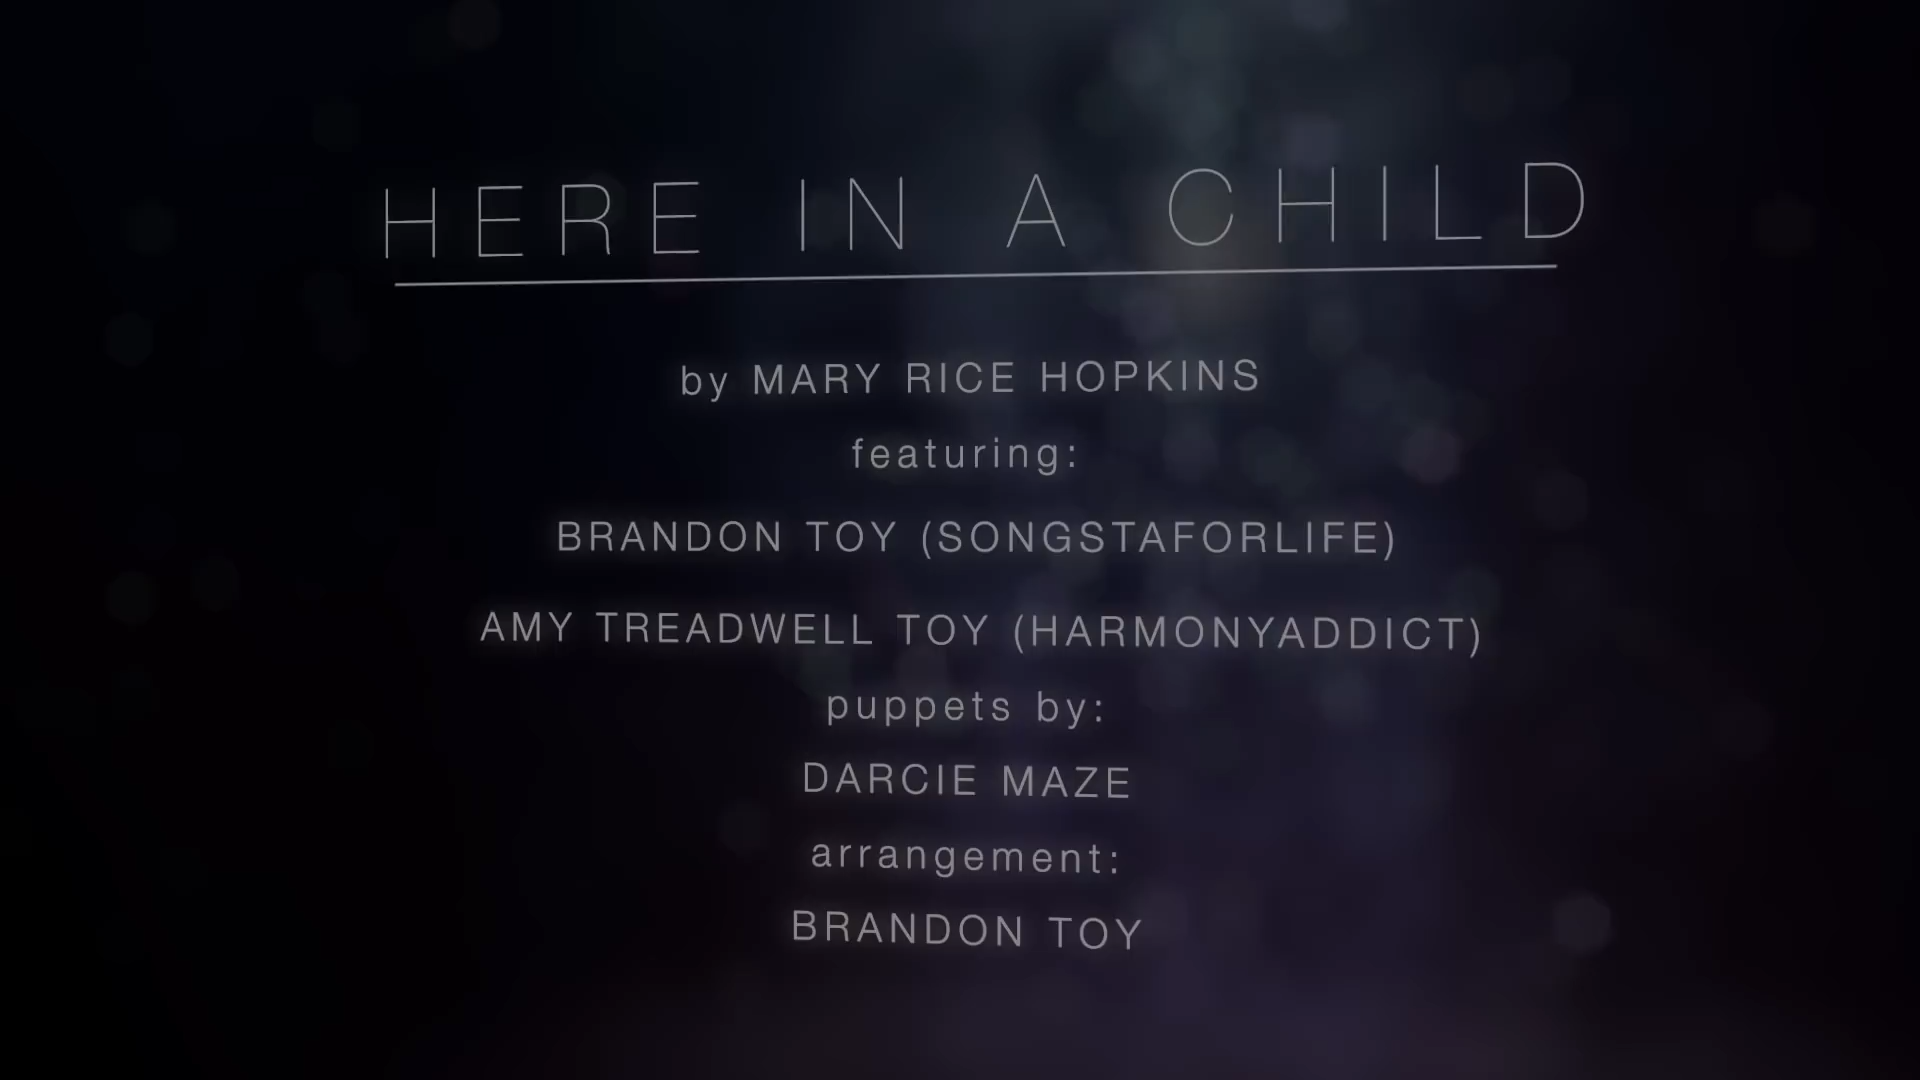 HERE IN A CHILD
by MARY RICE HOPKINS
featuring:
BRANDON TOY (SONGSTAFORLIFE)
AMY TREADWELL TOY (HARMONYADDICT)
puppets by:
DARCIE MAZE
arrangement:
BRANDON TOY